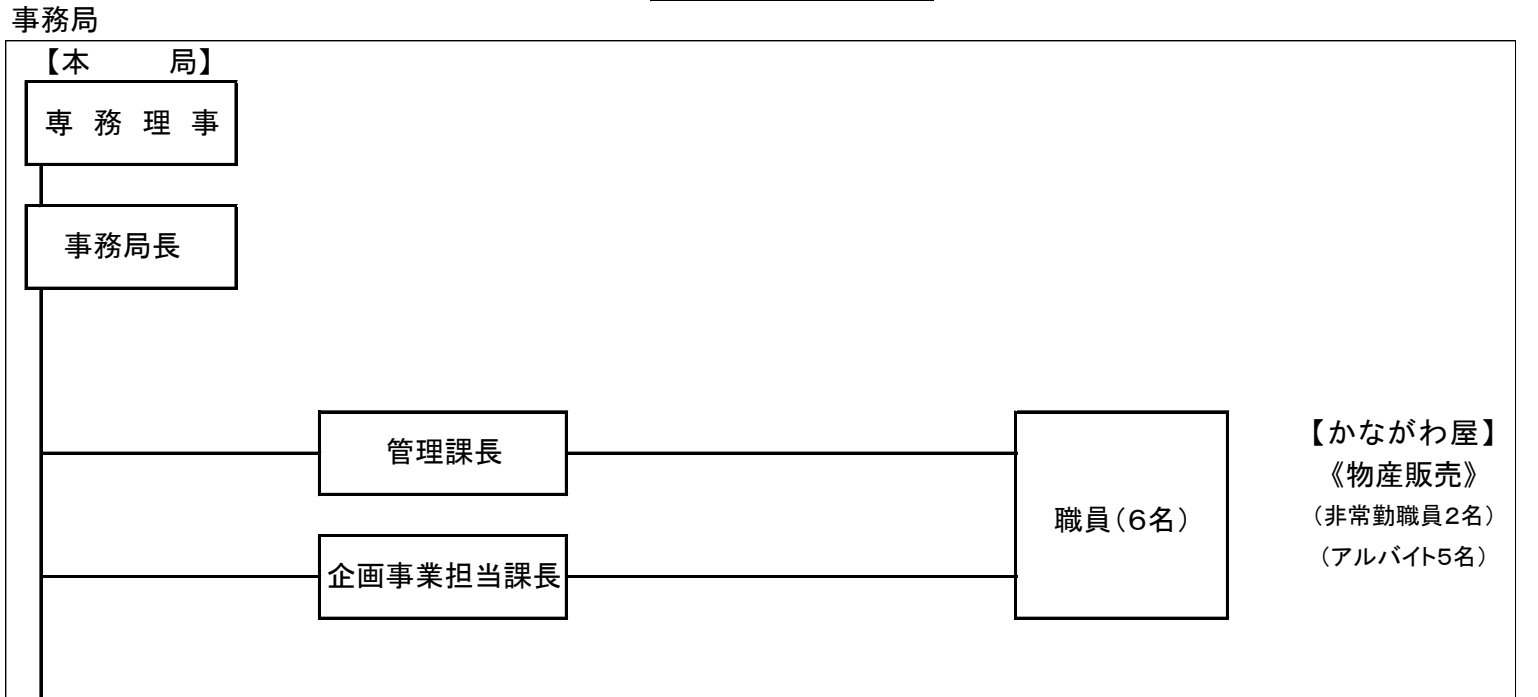 事務局
【本　　局】
専 務 理 事
事務局長
管理課長
企画事業担当課長
職員(6名)
【かながわ屋】
《物産販売》
(非常勤職員2名)
(アルバイト5名)